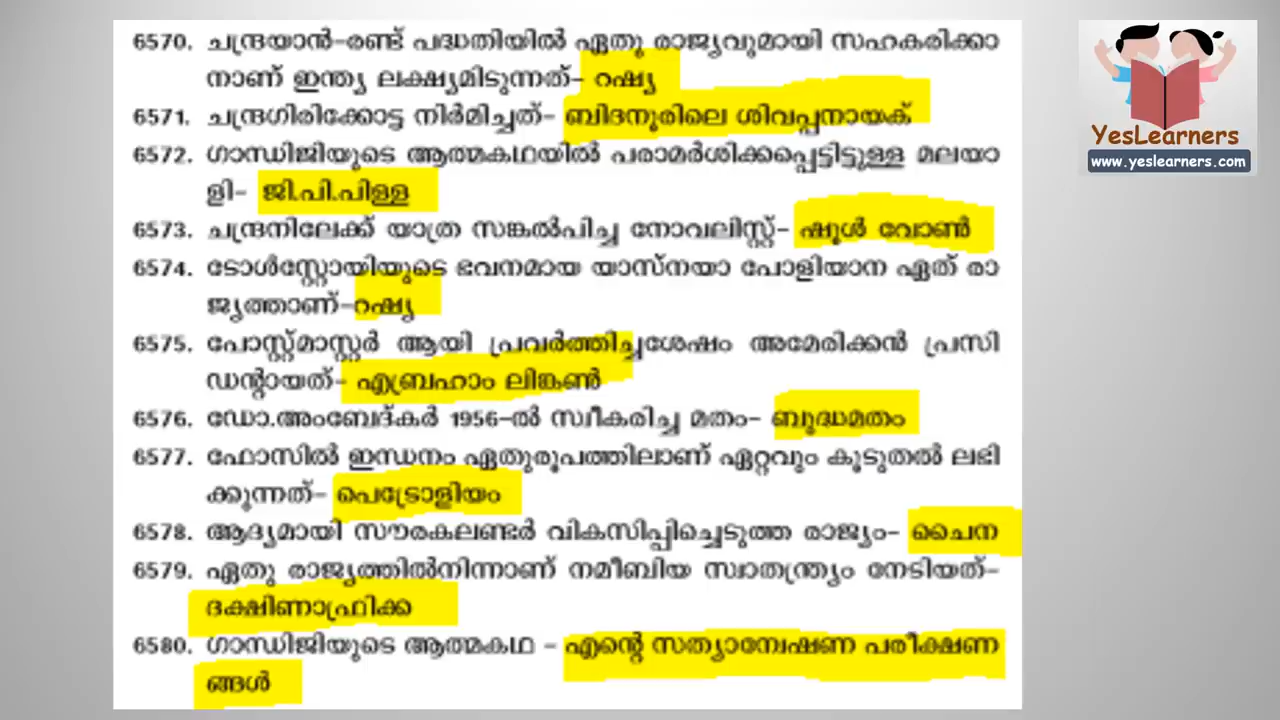 6570. ചന്ദ്രയാൻ-രണ്ട് പദ്ധതിയിൽ ഏതു രാജ്യവുമായി സഹകരിക്കാ
നാണ് ഇന്ത്യ ലക്ഷ്യമിടുന്നത്- റഷ്യ
6571. ചന്ദ്രഗിരിക്കോട്ട നിർമിച്ചത്- ബിദനൂരിലെ ശിവപ്പനായക്
6572. ഗാന്ധിജിയുടെ ആത്മകഥയിൽ പരാമർശിക്കപ്പെട്ടിട്ടുള്ള മലയാ
ളി- ജി.പി.പിള്ള
6573. ചന്ദ്രനിലേക്ക് യാത്ര സങ്കൽപിച്ച നോവലിസ്റ്റ്- ഷൂൾ വോൺ
6574. ടോൾസ്റ്റോയിയുടെ ഭവനമായ യാസ്നയാ പോളിയാന ഏത് രാ
ജ്യത്താണ്-റഷ്യ
6575. പോസ്റ്റ്മാസ്റ്റർ ആയി പ്രവർത്തിച്ചശേഷം അമേരിക്കൻ പ്രസി
ഡന്റായത്- എബ്രഹാം ലിങ്കൺ
6576. ഡോ.അംബേദ്കർ 1956-ൽ സ്വീകരിച്ച മതം- ബുദ്ധമതം
6577. ഫോസിൽ ഇന്ധനം ഏതുരൂപത്തിലാണ് ഏറ്റവും കൂടുതൽ ലഭി
ക്കുന്നത്- പെട്രോളിയം
6578. ആദ്യമായി സൗരകലണ്ടർ വികസിപ്പിച്ചെടുത്ത രാജ്യം- ചൈന
6579. ഏതു രാജ്യത്തിൽനിന്നാണ് നമീബിയ സ്വാതന്ത്ര്യം നേടിയത്-
ദക്ഷിണാഫ്രിക്ക
6580. ഗാന്ധിജിയുടെ ആത്മകഥ - എന്റെ സത്യാന്വേഷണ പരീക്ഷണ
ങ്ങൾ
YesLearners
www.yeslearners.com